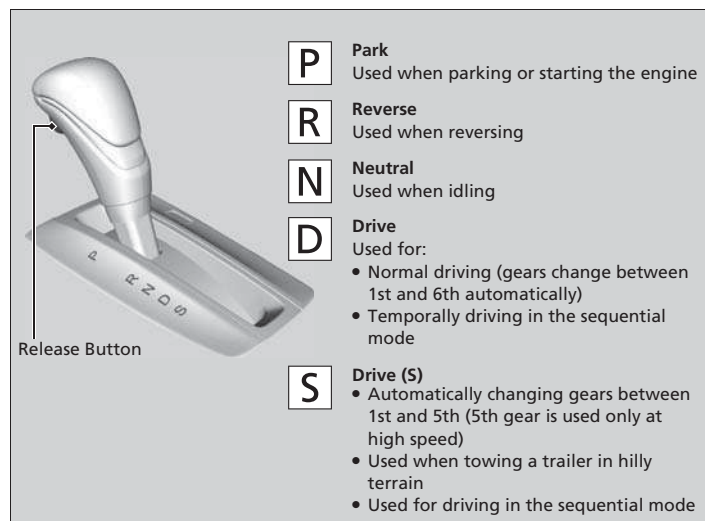 P
Park
Used when parking or starting the engine
R
Reverse
Used when reversing
N
Neutral
Used when idling
D
Drive
Used for:
• Normal driving (gears change between
1st and 6th automatically)
• Temporally driving in the sequential
mode
S
Drive (S)
• Automatically changing gears between
1st and 5th (5th gear is used only at
high speed)
• Used when towing a trailer in hilly
terrain
• Used for driving in the sequential mode
P R N D S
Release Button